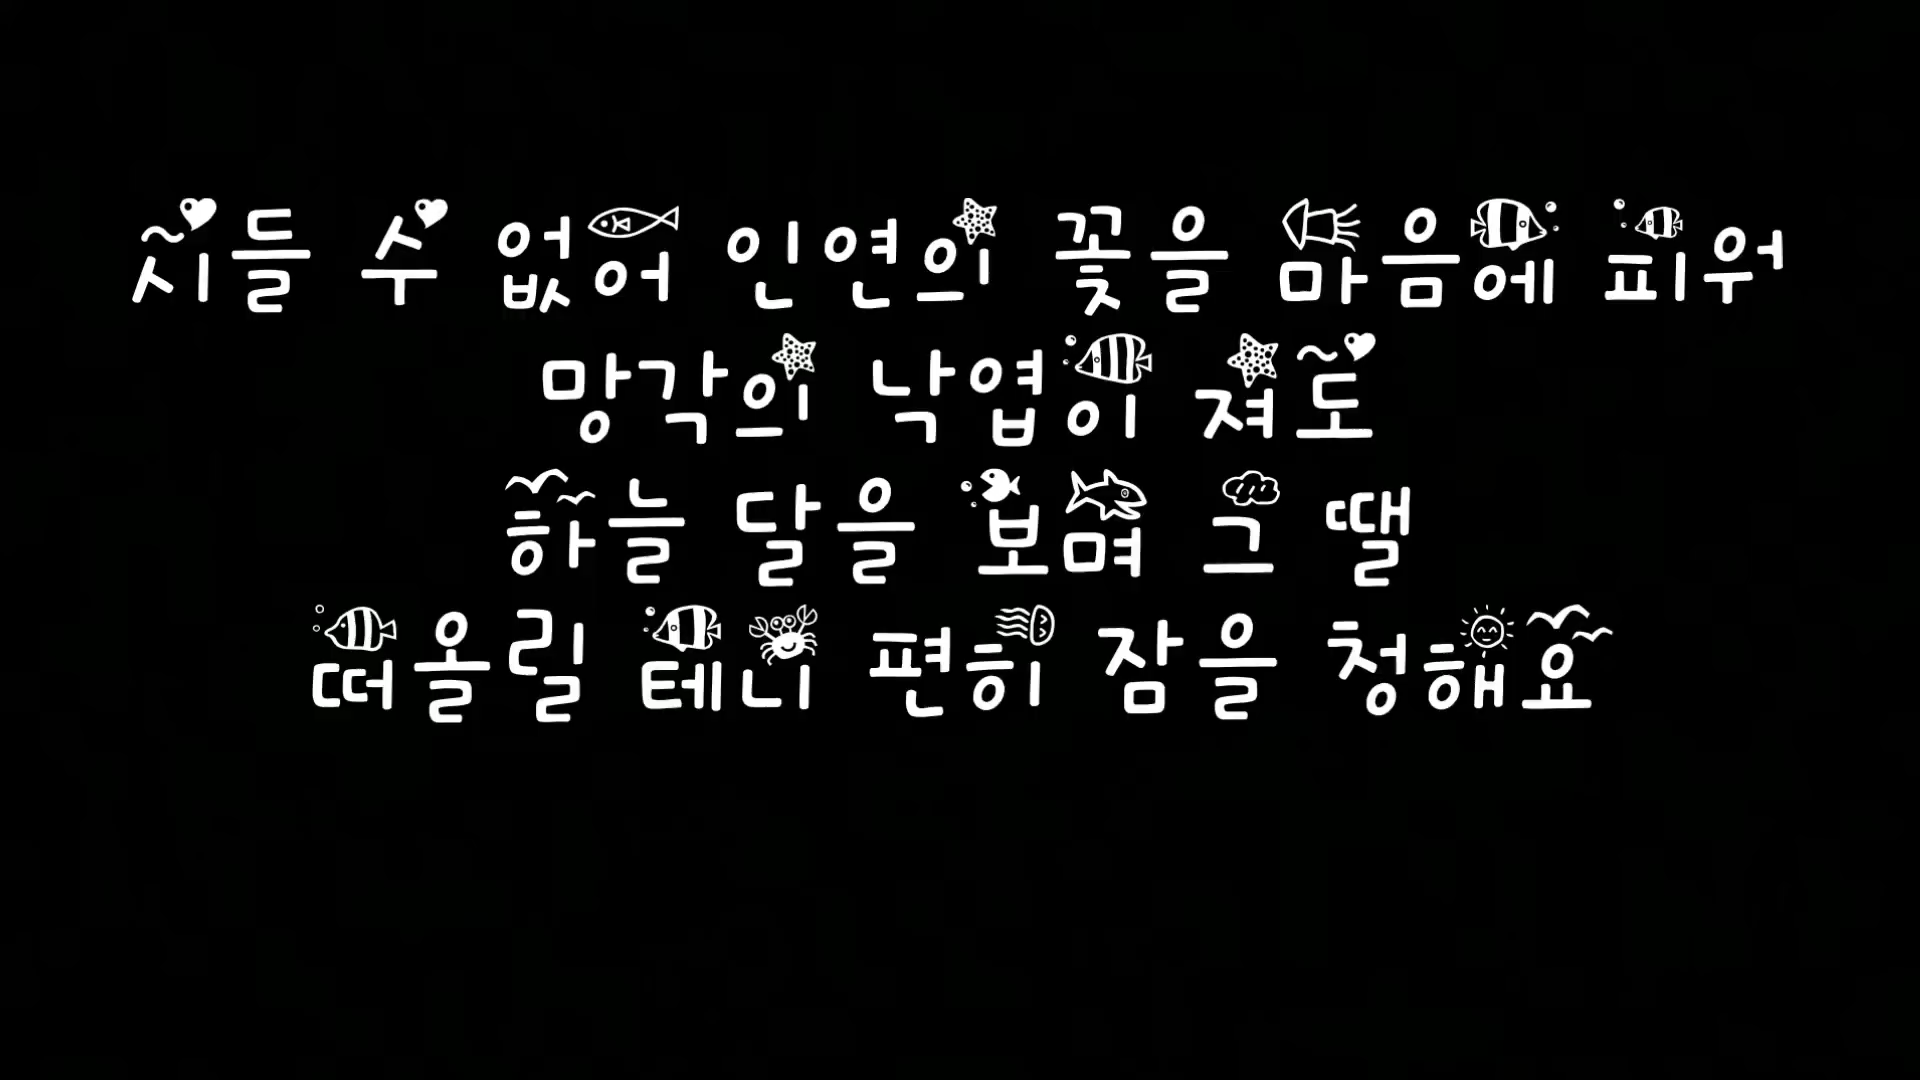 시들 수 없어 인연의 꽃을 마음에 피워
망각의 낙엽이 져도
하늘 달을 보며 그 땔
떠올릴 테니 편히 잠을 청해요